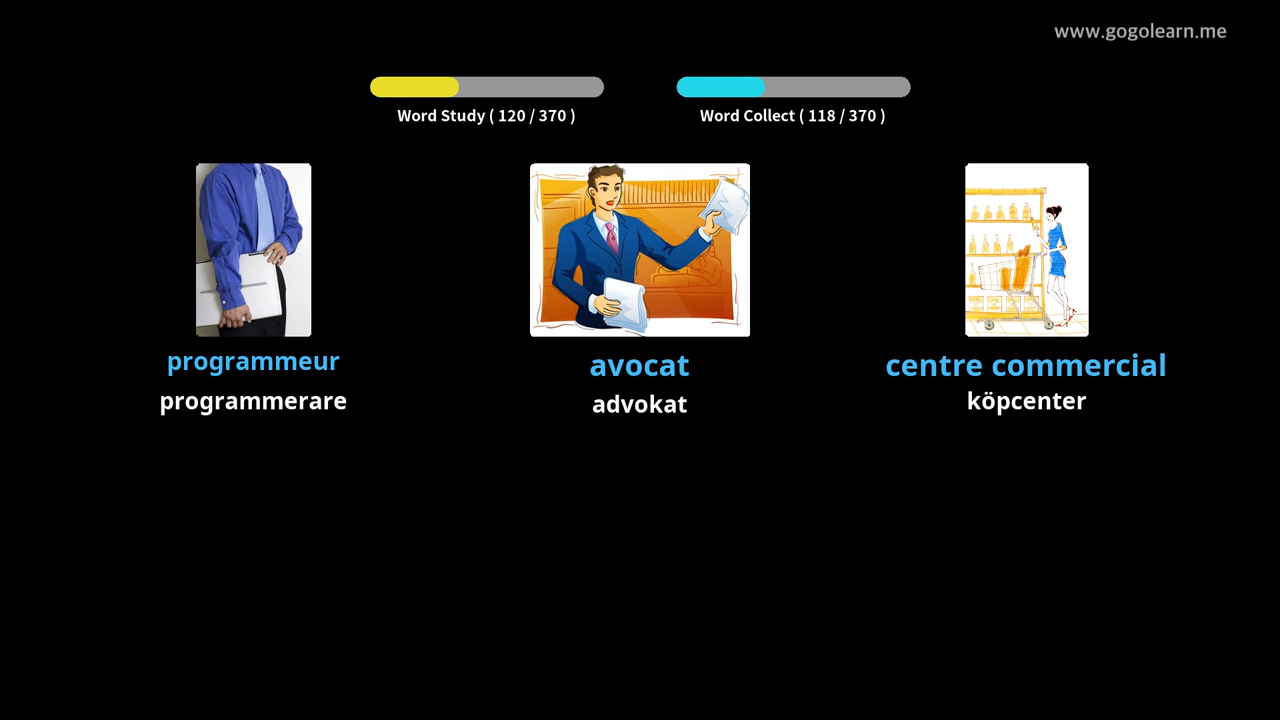 www.gogolearn.me
Word Study ( 120 / 370 )
Word Collect ( 118 / 370 )
programmeur
programmerare
avocat
advokat
centre commercial
köpcenter